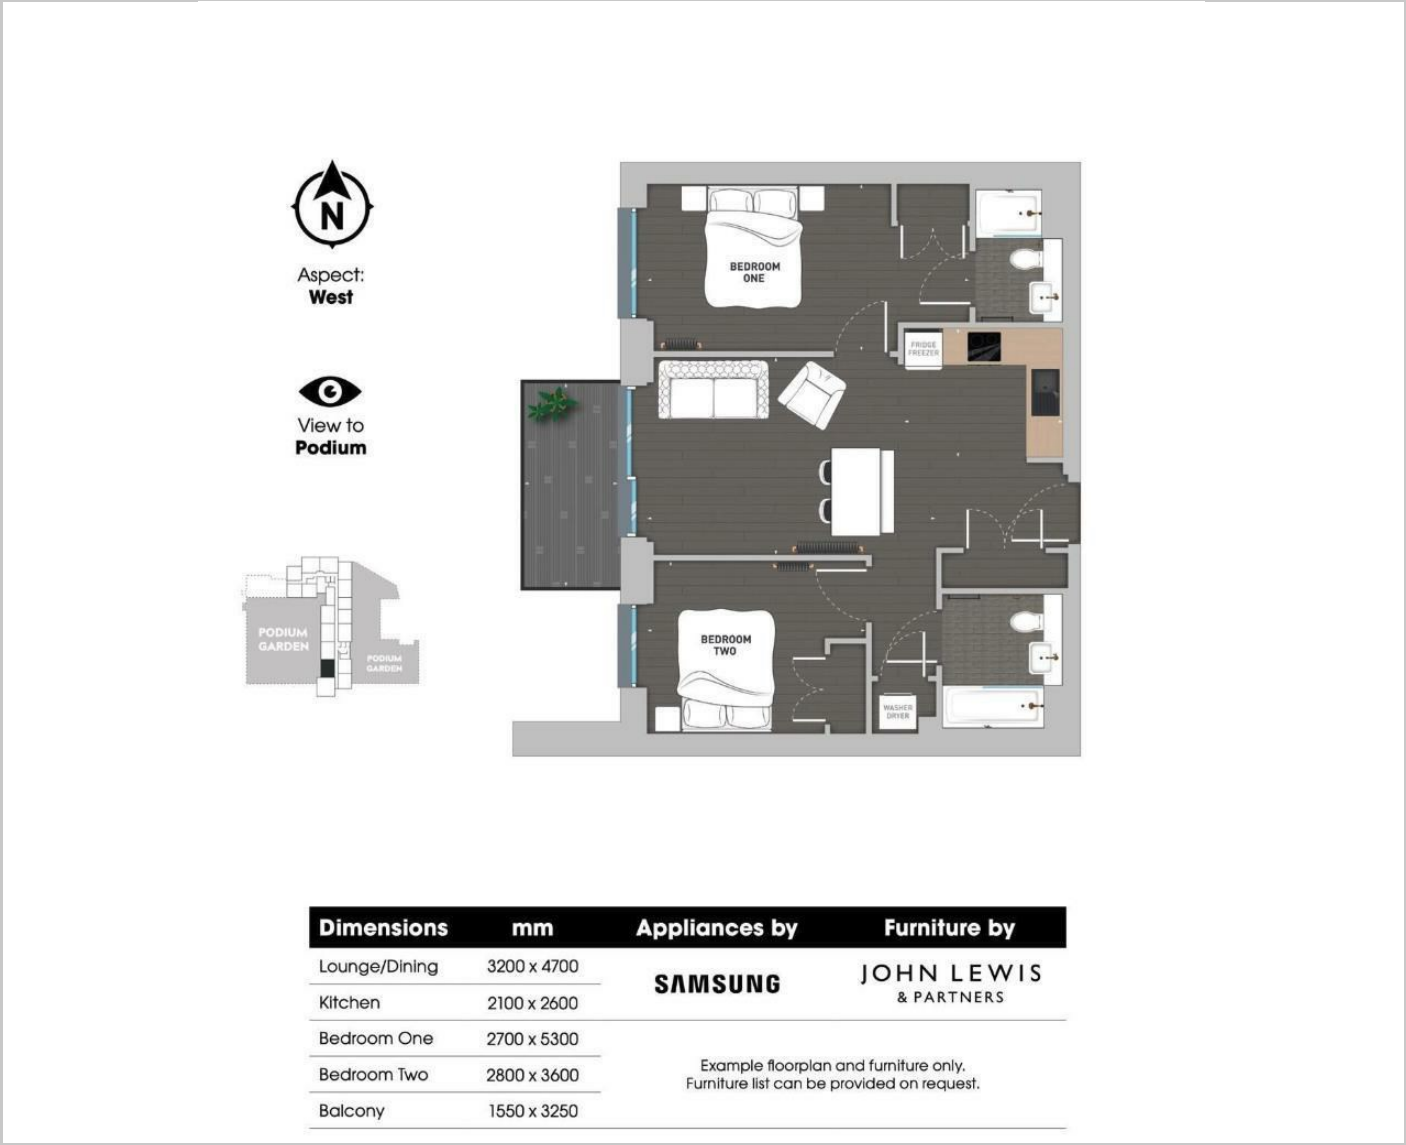 N
Aspect:
West
View to
Podium
PODIUM
GARDEN
PODIUM
GARDEN
BEDROOM
ONE
FRIDGE
FREEZER
BEDROOM
TWO
WASHER
DRYER
Dimensions mm Appliances by Furniture by
Lounge/Dining 3200 x 4700
Kitchen 2100 x 2600
Bedroom One 2700 x 5300
Bedroom Two 2800 x 3600
Balcony 1550 x 3250
SAMSUNG
JOHN LEWIS
& PARTNERS
Example floorplan and furniture only.
Furniture list can be provided on request.